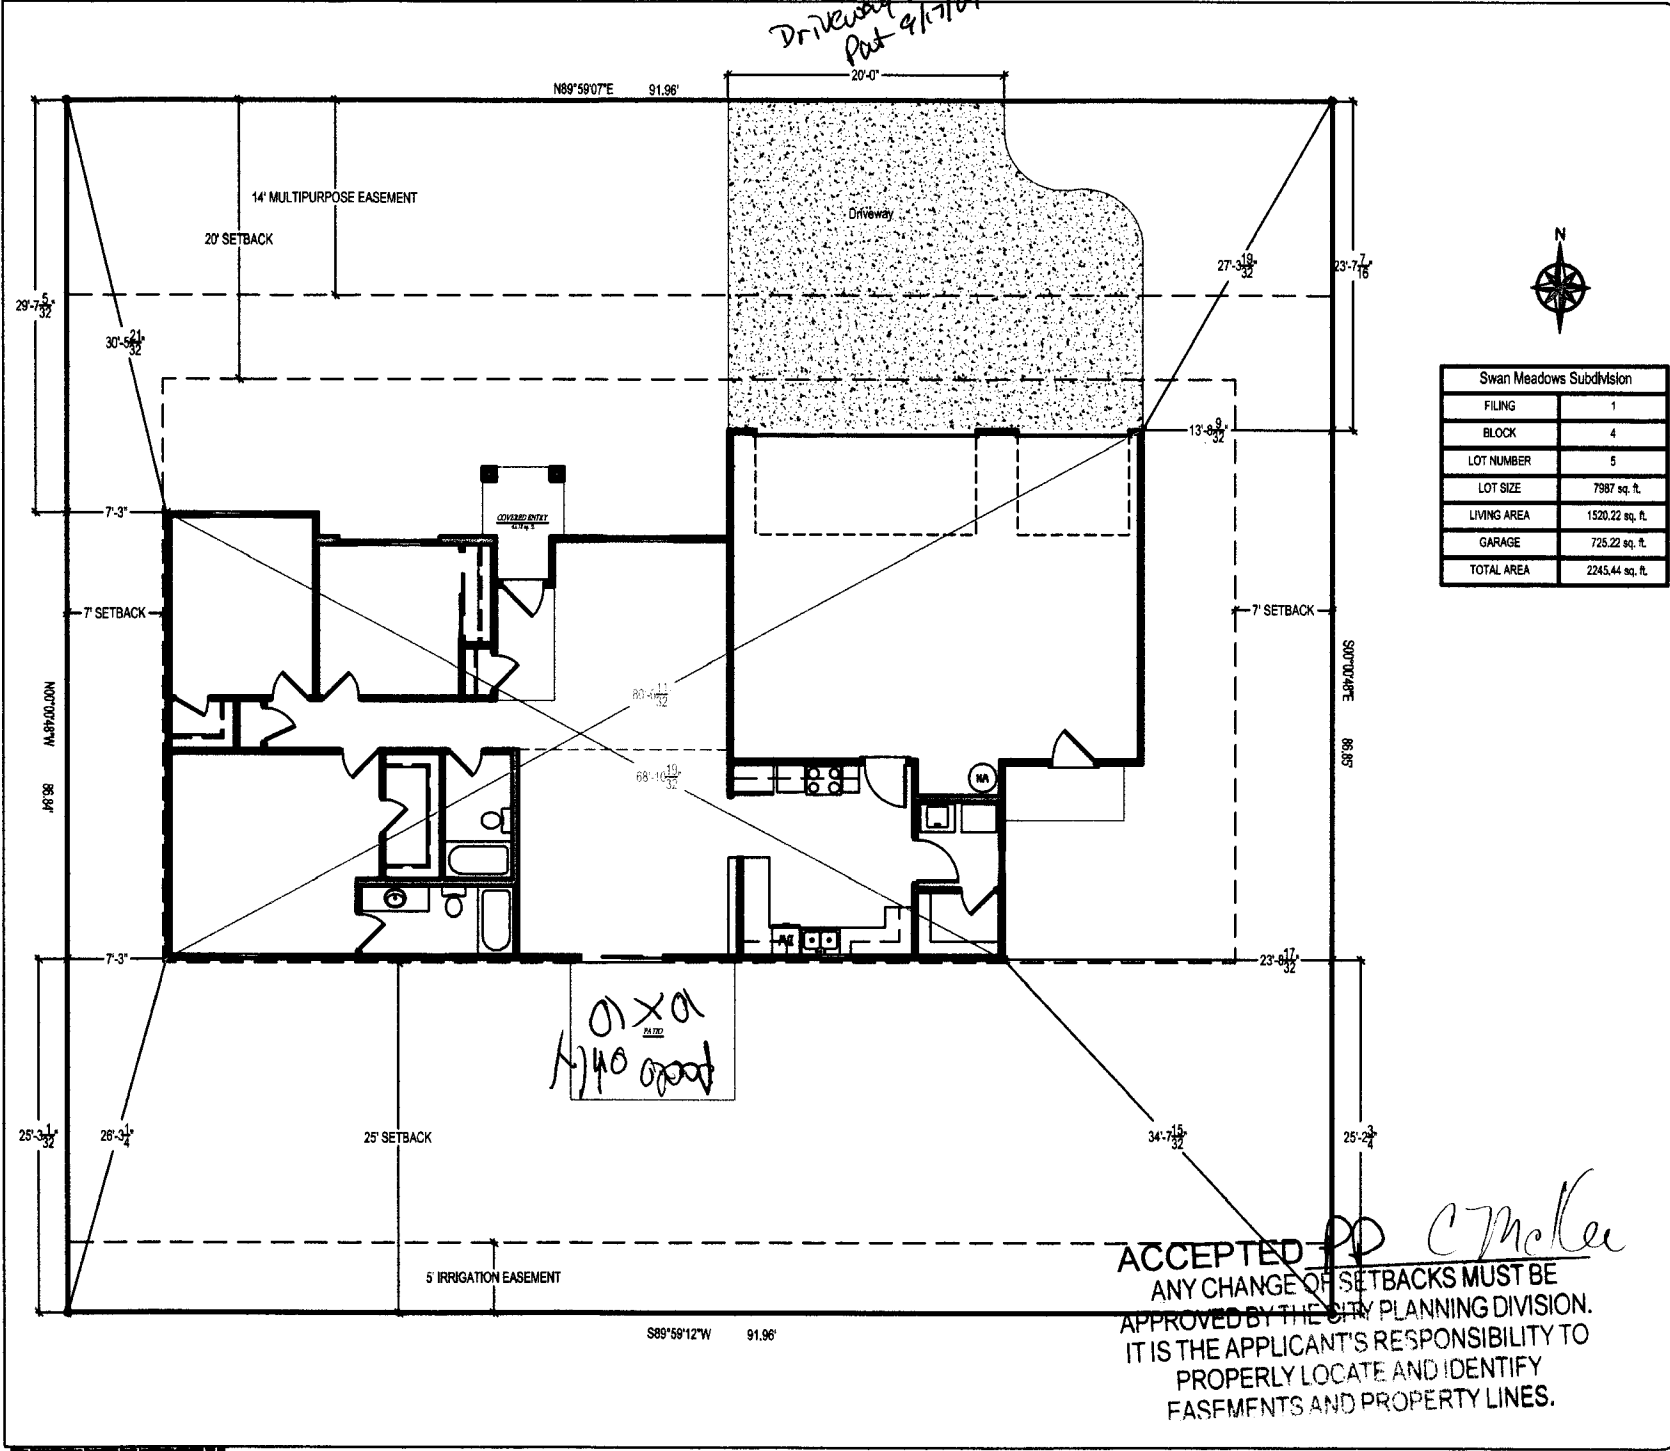 Driveway
Pat 9/17/07
20'-0"
N89°59'07"E 91.96'
14' MULTIPURPOSE EASEMENT
20' SETBACK
Driveway
N
29'-7 5/32"
30'-5 21/32"
27'-3 19/32"
23'-7 7/16"
Swan Meadows Subdivision
FILING 1
BLOCK 4
LOT NUMBER 5
LOT SIZE 7987 sq. ft.
LIVING AREA 1520.22 sq. ft.
GARAGE 725.22 sq. ft.
TOTAL AREA 2245.44 sq. ft.
13'-8 9/32"
7'-3"
COVERED ENTRY
7' SETBACK
7' SETBACK
N00°00'48"W 86.84'
S00°00'48"E 86.85'
80'-6 11/32"
68'-10 19/32"
DW
7'-3"
23'-8 17/32"
PATIO
25'-3 1/32"
26'-3 1/4"
25' SETBACK
34'-7 15/32"
25'-2 3/4"
5' IRRIGATION EASEMENT
S89°59'12"W 91.96'
ACCEPTED C McKee
ANY CHANGE OF SETBACKS MUST BE
APPROVED BY THE CITY PLANNING DIVISION.
IT IS THE APPLICANT'S RESPONSIBILITY TO
PROPERLY LOCATE AND IDENTIFY
EASEMENTS AND PROPERTY LINES.